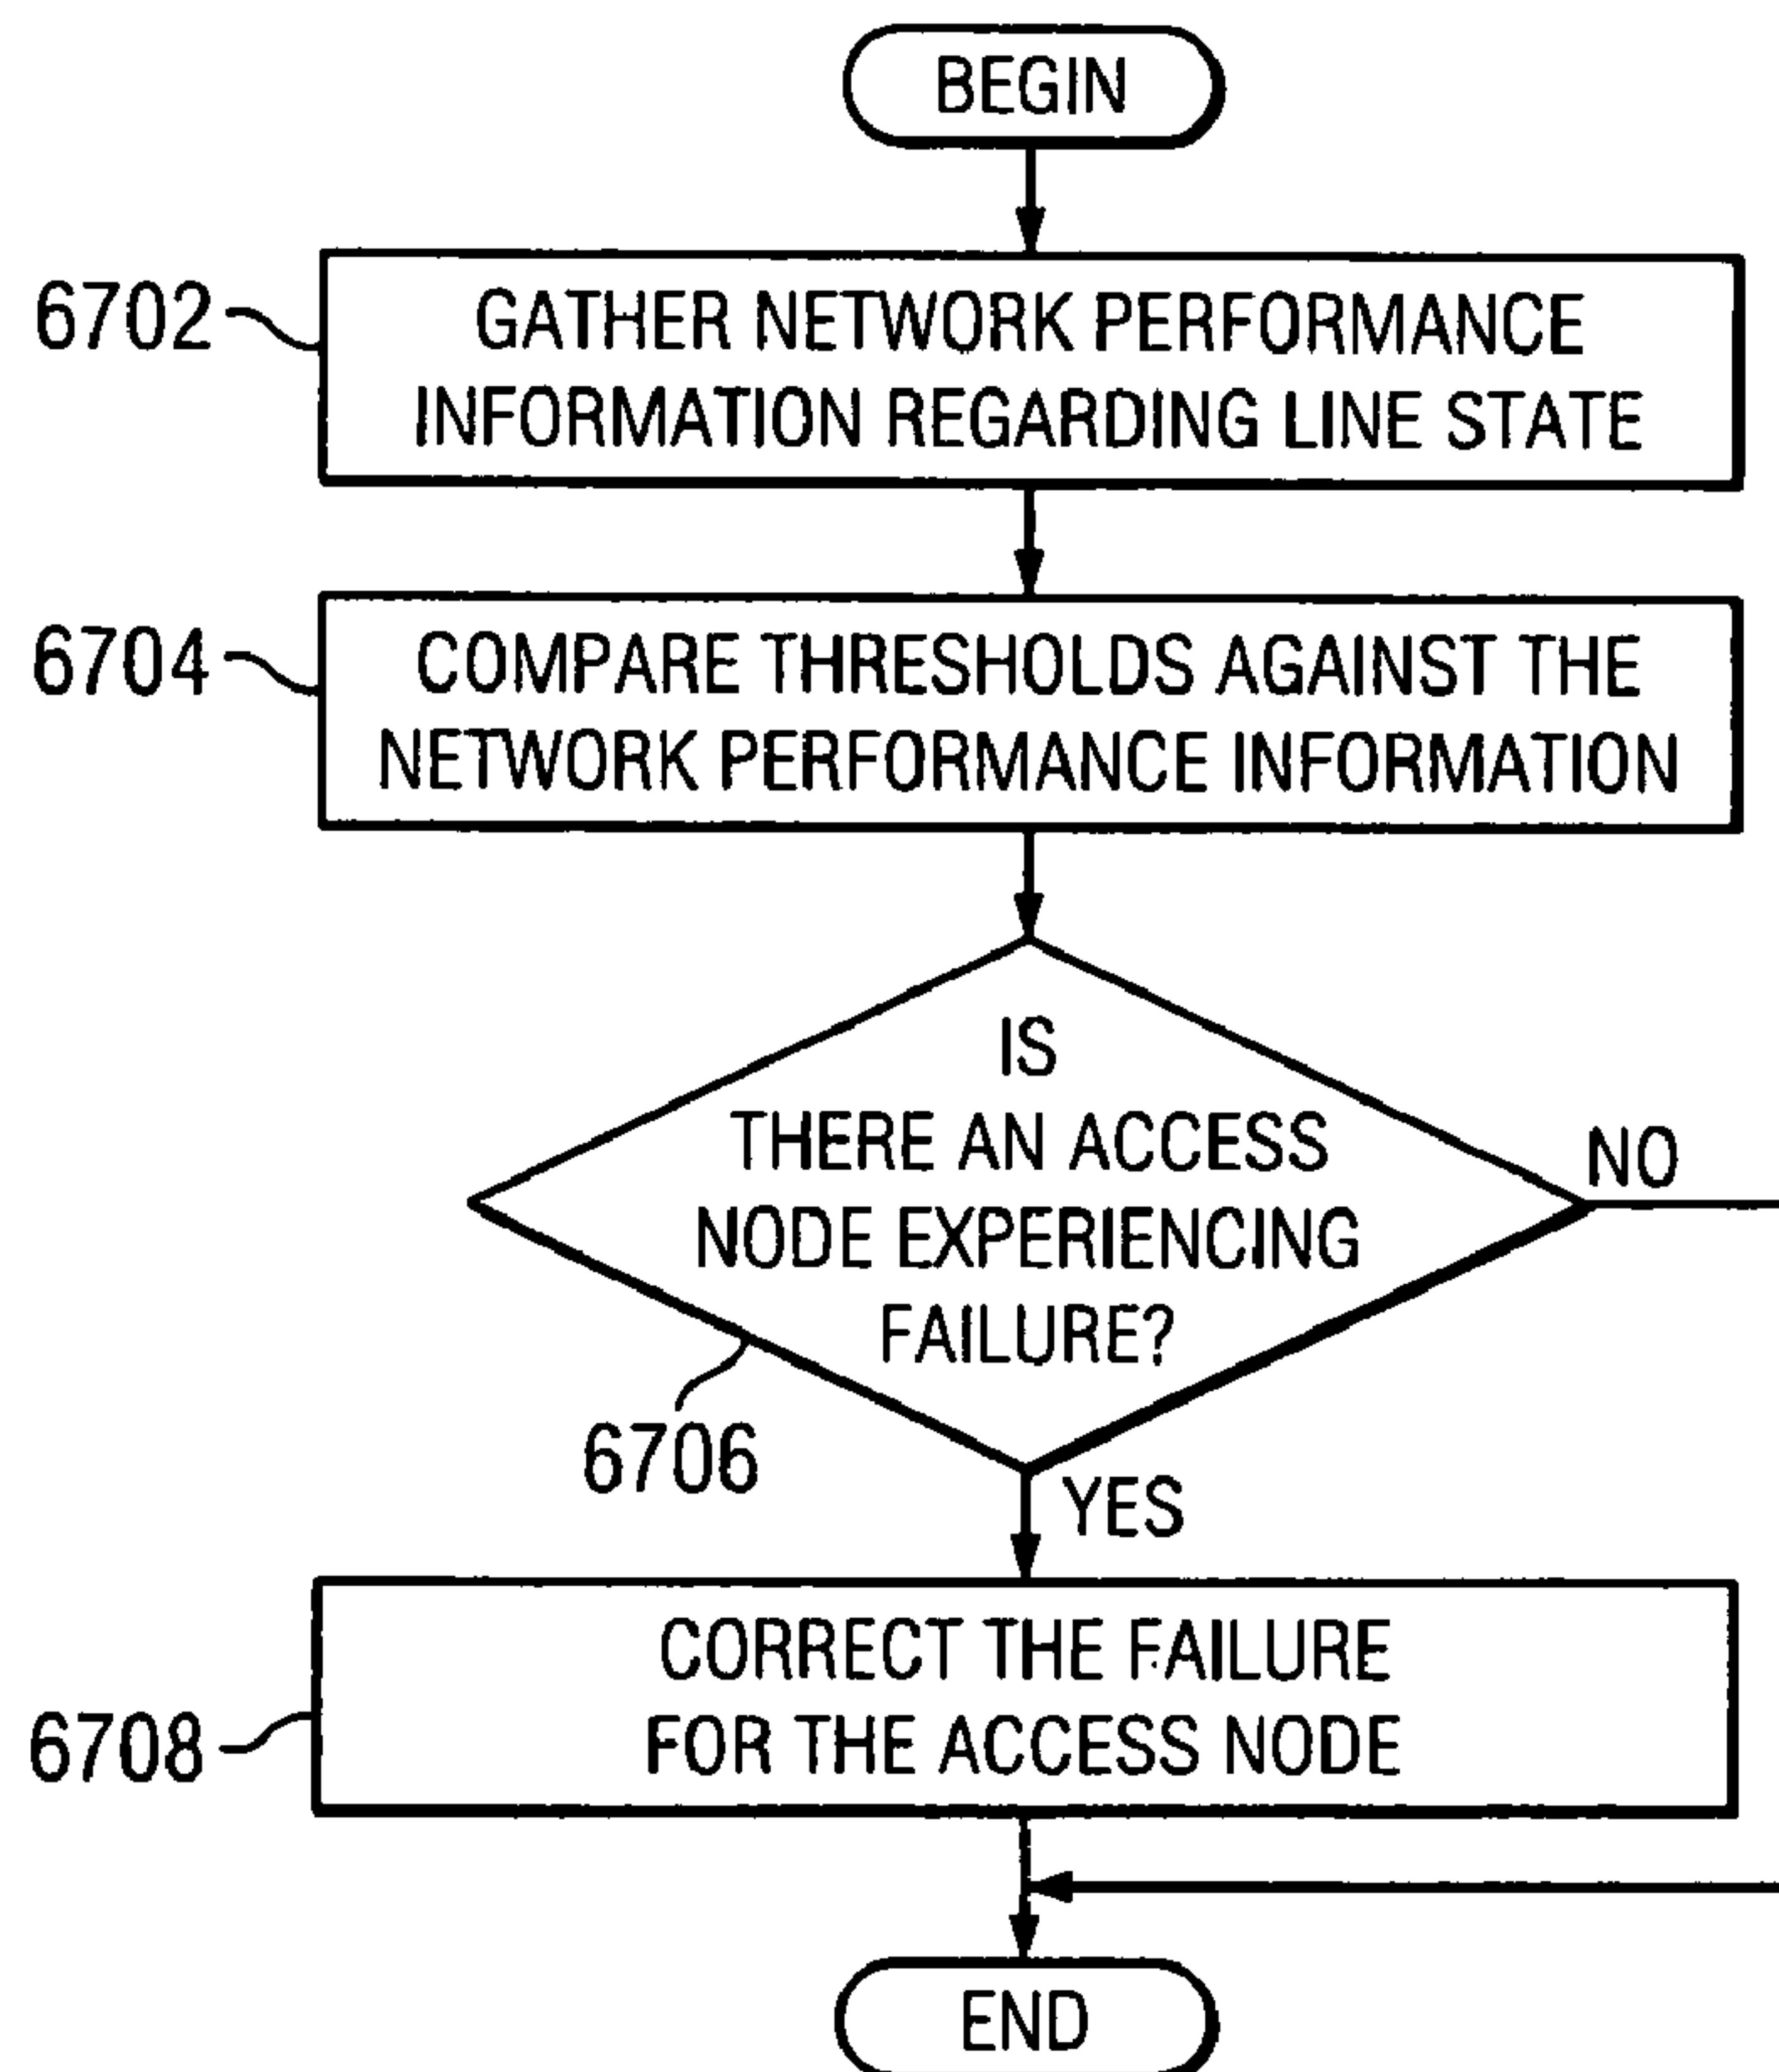 BEGIN
6702
GATHER NETWORK PERFORMANCE
INFORMATION REGARDING LINE STATE
6704
COMPARE THRESHOLDS AGAINST THE
NETWORK PERFORMANCE INFORMATION
IS
THERE AN ACCESS
NODE EXPERIENCING
FAILURE?
NO
6706
YES
CORRECT THE FAILURE
FOR THE ACCESS NODE
6708
END